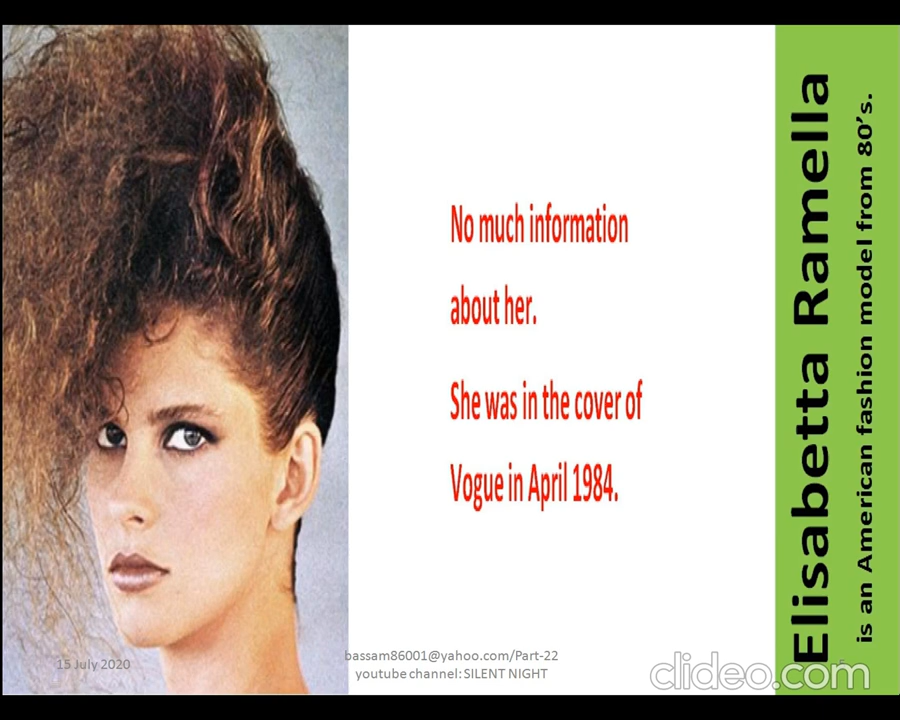 No much information
about her.
She was in the cover of
Vogue in April 1984.
Elisabetta Ramella
is an American fashion model from 80’s.
15 July 2020
bassam86001@yahoo.com/Part-22
youtube channel: SILENT NIGHT
clideo.com